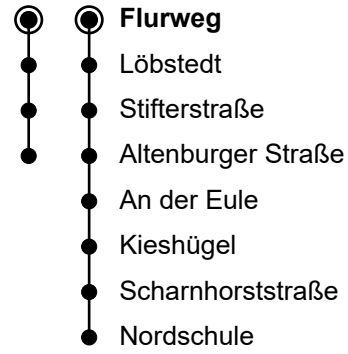 Flurweg
Löbstedt
Stifterstraße
Altenburger Straße
An der Eule
Kieshügel
Scharnhorststraße
Nordschule